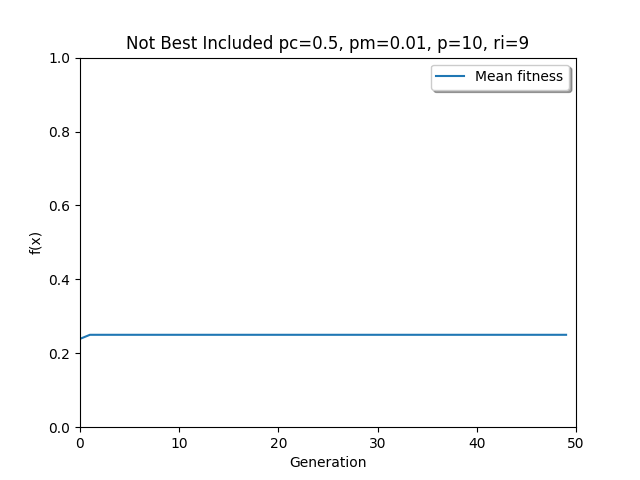 Not Best Included pc=0.5, pm=0.01, p=10, ri=9
Mean fitness
1.0
0.8
0.6
0.4
0.2
0.0
f(x)
0 10 20 30 40 50
Generation